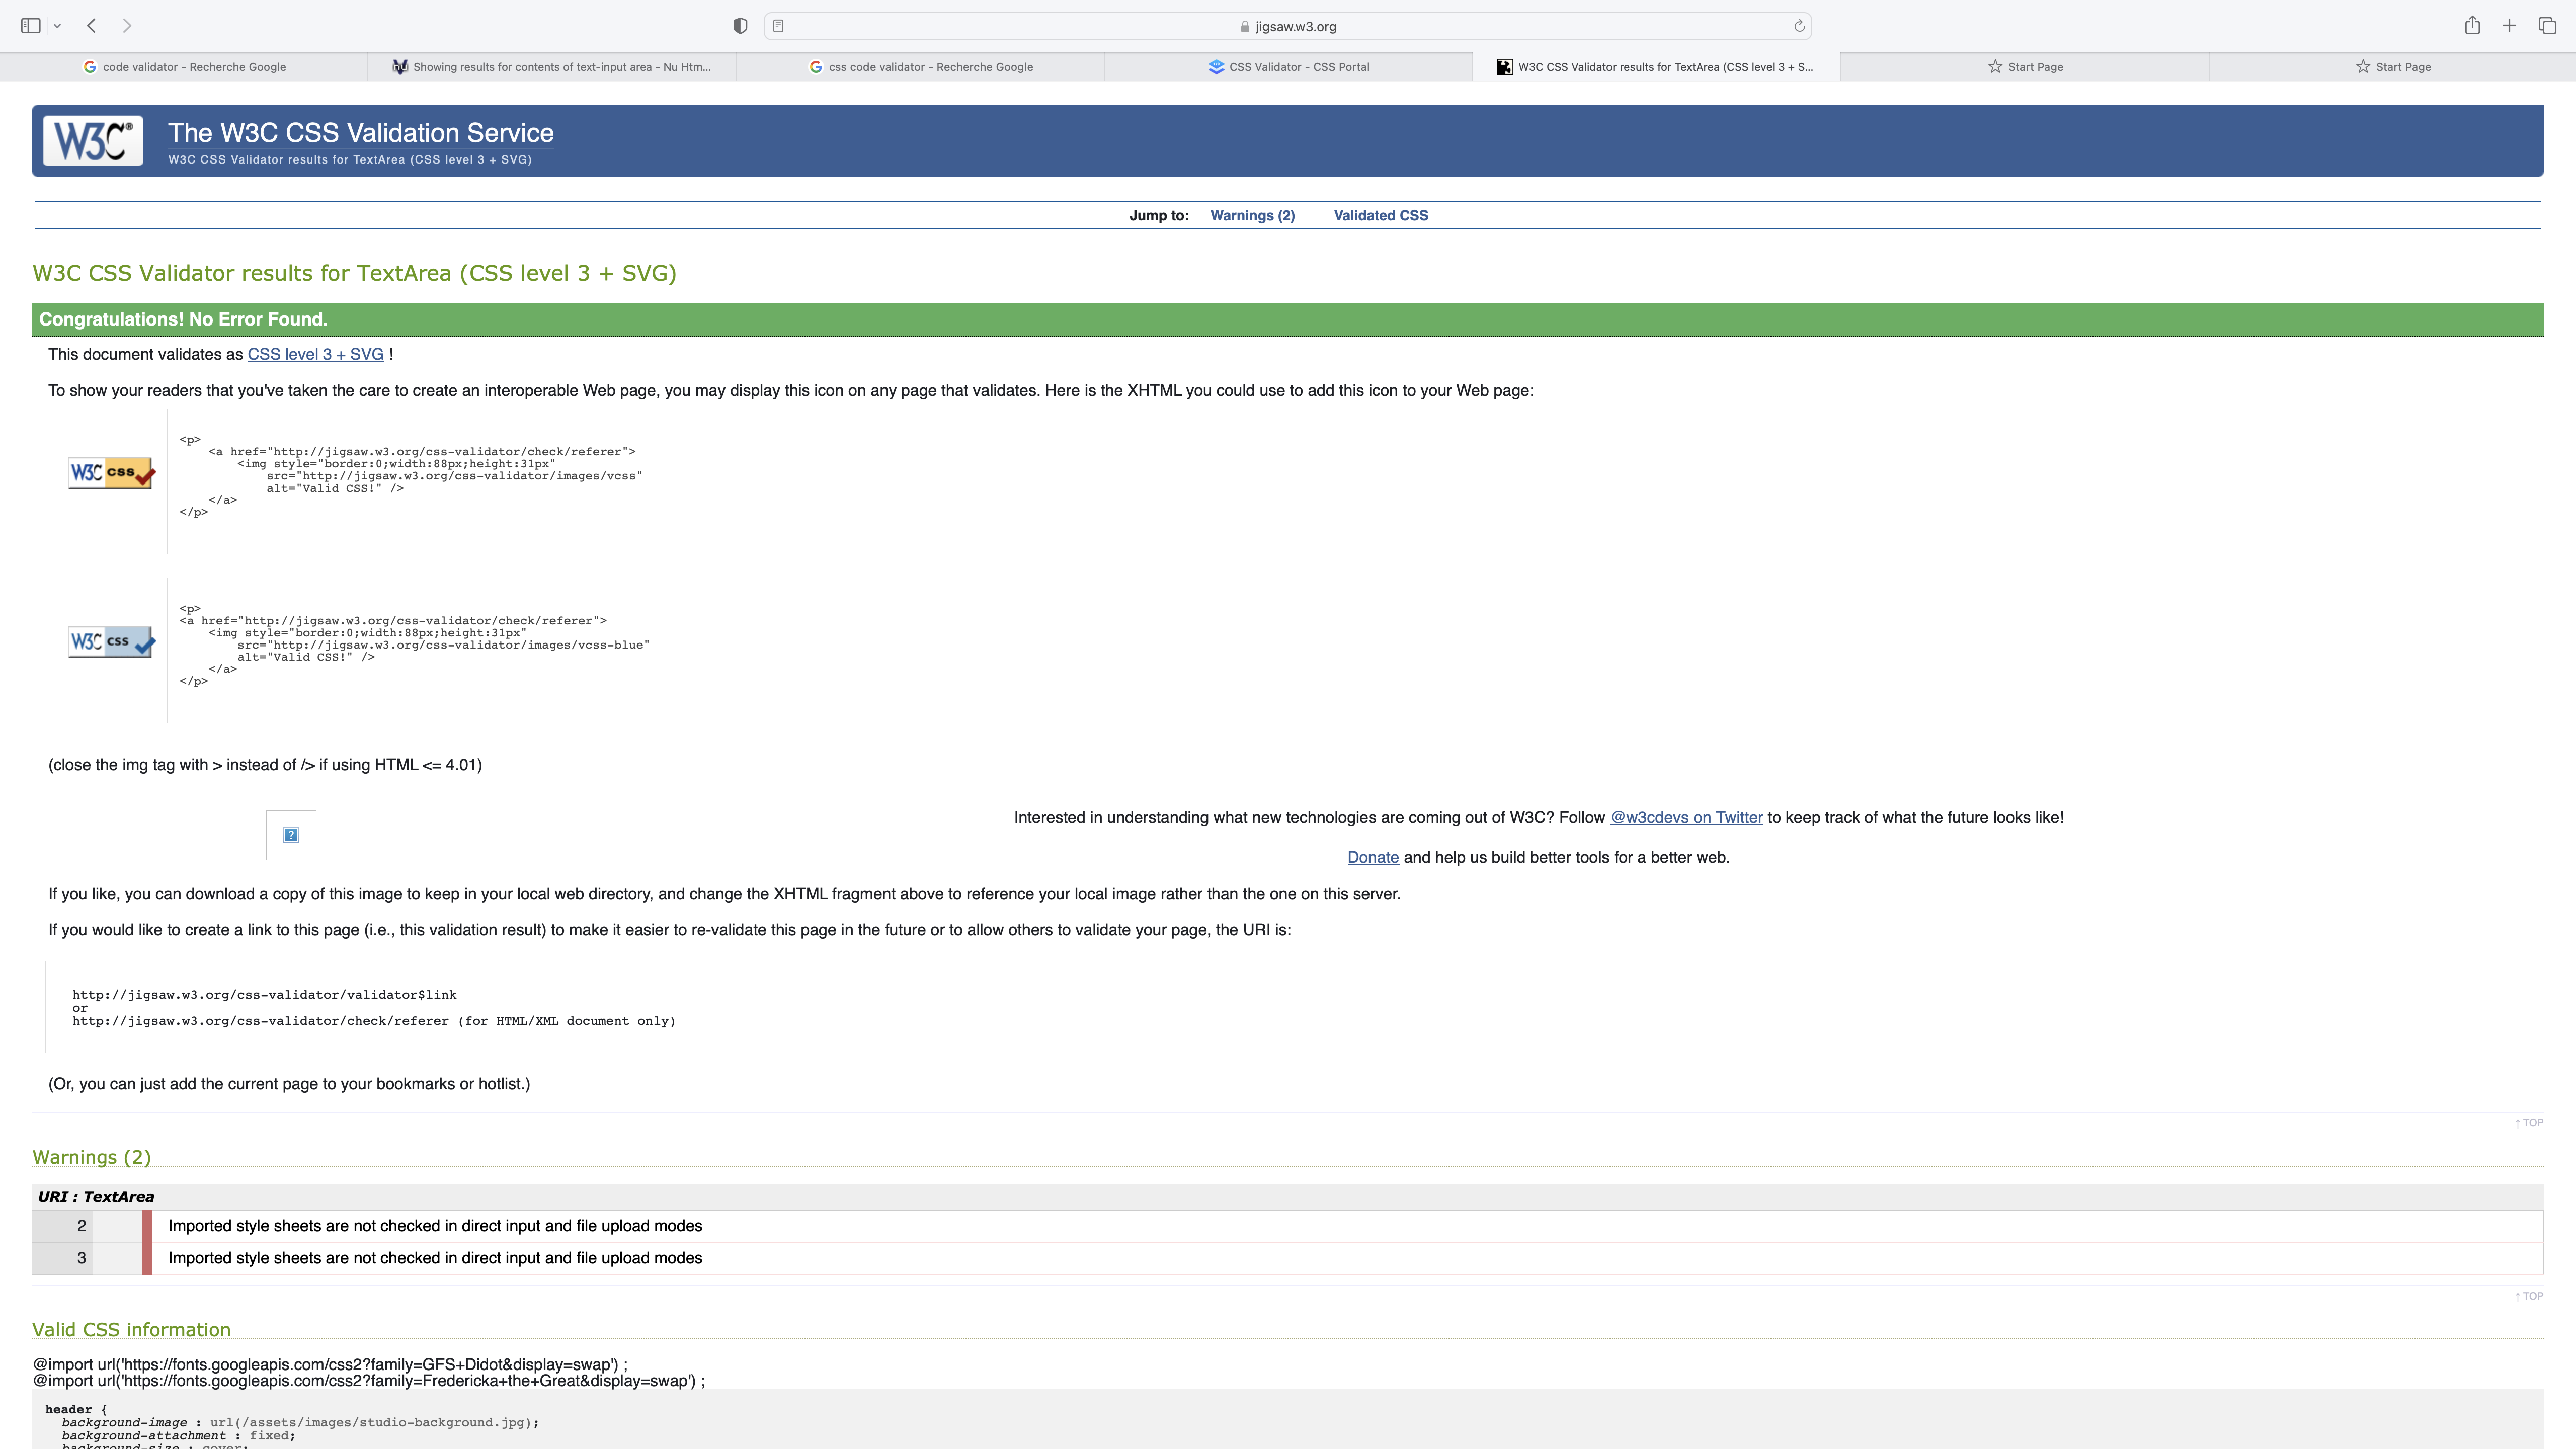 jigsaw.w3.org
code validator - Recherche Google
Showing results for contents of text-input area - Nu Htm...
css code validator - Recherche Google
CSS Validator - CSS Portal
W3C CSS Validator results for TextArea (CSS level 3 + S...
Start Page
Start Page
W3C®
The W3C CSS Validation Service
W3C CSS Validator results for TextArea (CSS level 3 + SVG)
Jump to: Warnings (2) Validated CSS
W3C CSS Validator results for TextArea (CSS level 3 + SVG)
Congratulations! No Error Found.
This document validates as CSS level 3 + SVG !
To show your readers that you've taken the care to create an interoperable Web page, you may display this icon on any page that validates. Here is the XHTML you could use to add this icon to your Web page:
W3C css
<p>
<a href="http://jigsaw.w3.org/css-validator/check/referer">
<img style="border:0;width:88px;height:31px"
src="http://jigsaw.w3.org/css-validator/images/vcss"
alt="Valid CSS!" />
</a>
</p>
W3C css
<p>
<a href="http://jigsaw.w3.org/css-validator/check/referer">
<img style="border:0;width:88px;height:31px"
src="http://jigsaw.w3.org/css-validator/images/vcss-blue"
alt="Valid CSS!" />
</a>
</p>
(close the img tag with > instead of /> if using HTML <= 4.01)
?
Interested in understanding what new technologies are coming out of W3C? Follow @w3cdevs on Twitter to keep track of what the future looks like!
Donate and help us build better tools for a better web.
If you like, you can download a copy of this image to keep in your local web directory, and change the XHTML fragment above to reference your local image rather than the one on this server.
If you would like to create a link to this page (i.e., this validation result) to make it easier to re-validate this page in the future or to allow others to validate your page, the URI is:
http://jigsaw.w3.org/css-validator/validator$link
or
http://jigsaw.w3.org/css-validator/check/referer (for HTML/XML document only)
(Or, you can just add the current page to your bookmarks or hotlist.)
↑ TOP
Warnings (2)
URI : TextArea
2 Imported style sheets are not checked in direct input and file upload modes
3 Imported style sheets are not checked in direct input and file upload modes
↑ TOP
Valid CSS information
@import url('https://fonts.googleapis.com/css2?family=GFS+Didot&display=swap') ;
@import url('https://fonts.googleapis.com/css2?family=Fredericka+the+Great&display=swap') ;
header {
background-image : url(/assets/images/studio-background.jpg);
background-attachment : fixed;
background-size : cover;